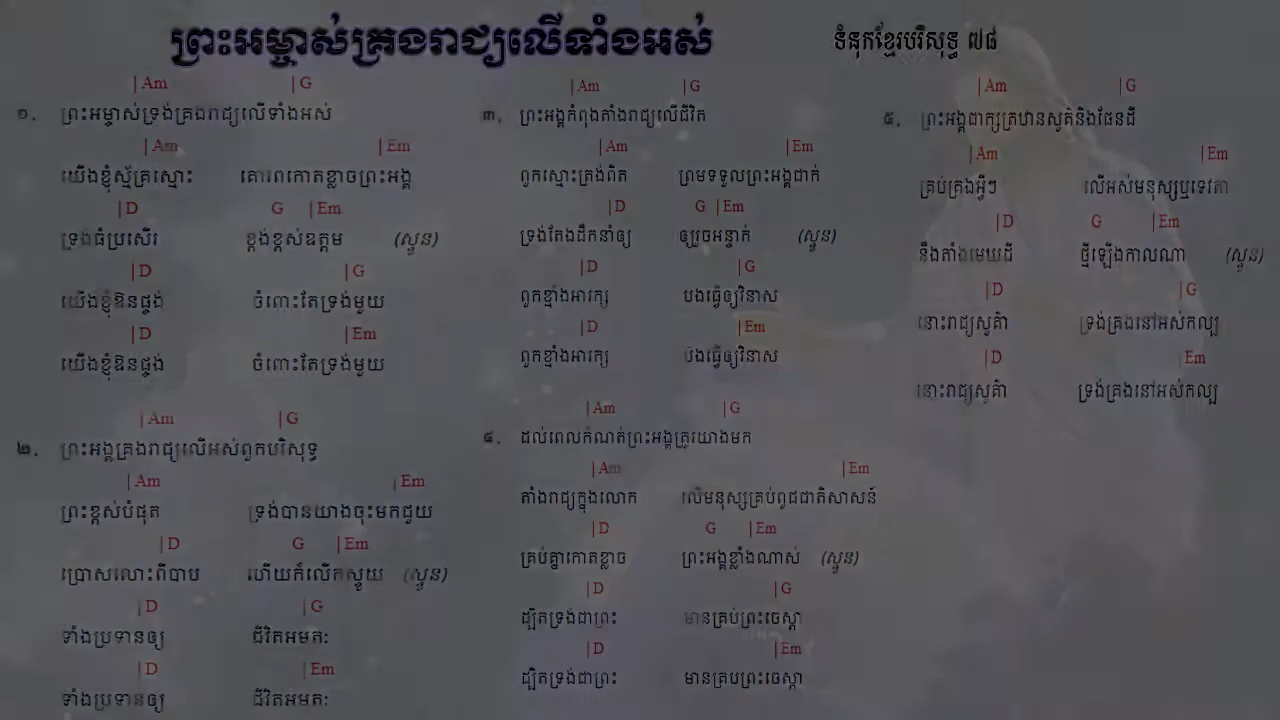 ព្រះអម្ចាស់គ្រងរាជ្យលើទាំងអស់
ទំនុកខ្មែរបរិសុទ្ធ ៧៨
|Am |G
១. ព្រះអម្ចាស់ទ្រង់គ្រងរាជ្យលើទាំងអស់
|Am |Em
យើងខ្ញុំស្ម័គ្រស្មោះ គោរពកោតខ្លាចព្រះអង្គ
|D G |Em
ទ្រង់ធំប្រសើរ ខ្ពង់ខ្ពស់ឧត្តម (ស្ទូន)
|D |G
យើងខ្ញុំឱនផ្ចង់ ចំពោះតែទ្រង់មួយ
|D |Em
យើងខ្ញុំឱនផ្ចង់ ចំពោះតែទ្រង់មួយ
|Am |G
២. ព្រះអង្គគ្រងរាជ្យលើអស់ពួកបរិសុទ្ធ
|Am |Em
ព្រះខ្ពស់បំផុត ទ្រង់បានយាងចុះមកជួយ
|D G |Em
ប្រោសលោះពីបាប ហើយក៏លើកស្ទួយ (ស្ទូន)
|D |G
ទាំងប្រទានឲ្យ ជីវិតអមតៈ
|D |Em
ទាំងប្រទានឲ្យ ជីវិតអមតៈ
|Am |G
៣. ព្រះអង្គកំពុងតាំងរាជ្យលើជីវិត
|Am |Em
ពួកស្មោះត្រង់ពិត ព្រមទទួលព្រះអង្គជាក់
|D G |Em
ទ្រង់តែងដឹកនាំឲ្យ ឲ្យរួចអន្ទាក់ (ស្ទូន)
|D |G
ពួកខ្មាំងអារក្ស បងធ្វើឲ្យវិនាស
|D |Em
ពួកខ្មាំងអារក្ស បងធ្វើឲ្យវិនាស
|Am |G
៤. ដល់ពេលកំណត់ព្រះអង្គត្រូវយាងមក
|Am |Em
តាំងរាជ្យក្នុងលោក លើមនុស្សគ្រប់ពូជជាតិសាសន៍
|D G |Em
គ្រប់គ្នាកោតខ្លាច ព្រះអង្គខ្លាំងណាស់ (ស្ទូន)
|D |G
ដ្បិតទ្រង់ជាព្រះ មានគ្រប់ព្រះចេស្ដា
|D |Em
ដ្បិតទ្រង់ជាព្រះ មានគ្របព្រះចេស្ដា
|Am |G
៥. ព្រះអង្គជាក្សត្រឋានសួគ៌និងផែនដី
|Am |Em
គ្រប់គ្រងអ្វីៗ លើអស់មនុស្សឬទេវតា
|D G |Em
នឹងតាំងមេឃដី ថ្មីឡើងកាលណា (ស្ទូន)
|D |G
នោះរាជ្យសួគ៌ា ទ្រង់គ្រងនៅអស់កល្ប
|D Em
នោះរាជ្យសួគ៌ា ទ្រង់គ្រងនៅអស់កល្ប